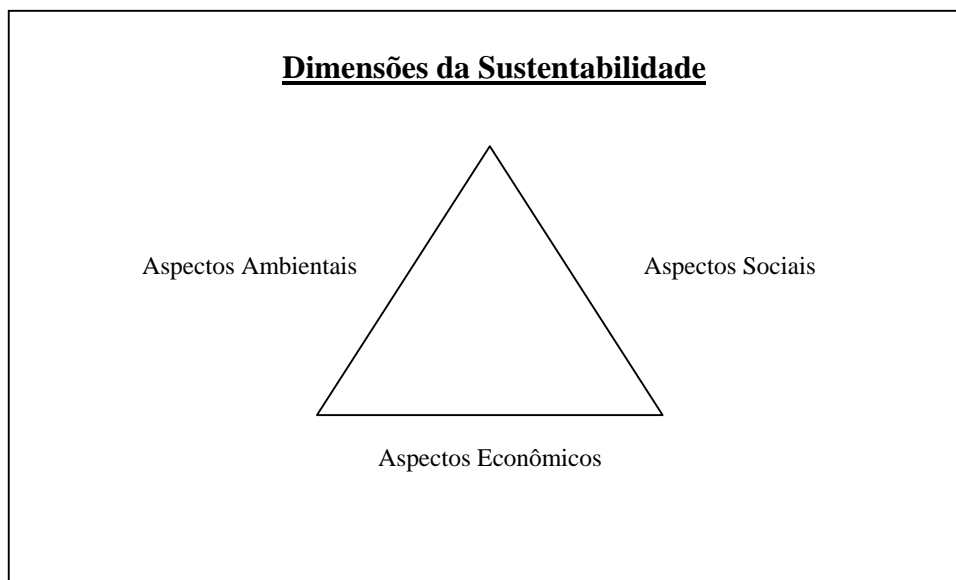 Dimensões da Sustentabilidade
Aspectos Ambientais
Aspectos Sociais
Aspectos Econômicos